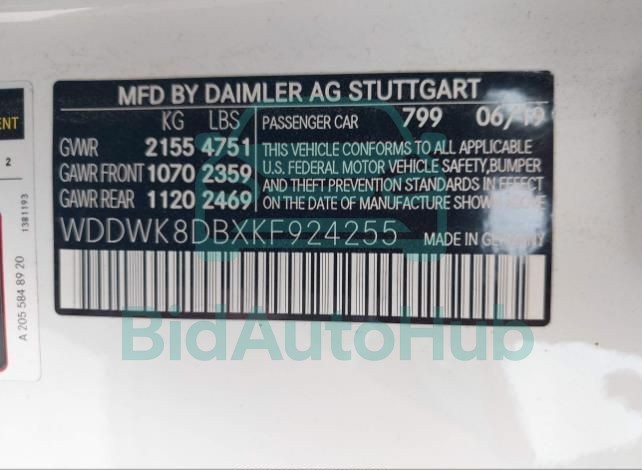 MFD BY DAIMLER AG STUTTGART
KG LBS PASSENGER CAR 799 06/19
GVWR 2155 4751 THIS VEHICLE CONFORMS TO ALL APPLICABLE
U.S. FEDERAL MOTOR VEHICLE SAFETY, BUMPER
GAWR FRONT 1070 2359 AND THEFT PREVENTION STANDARDS IN EFFECT
GAWR REAR 1120 2469 ON THE DATE OF MANUFACTURE SHOWN ABOVE
WDDWK8DBXKF924255 MADE IN GERMANY
BidAutoHub
2
1381193
A 205 584 89 20